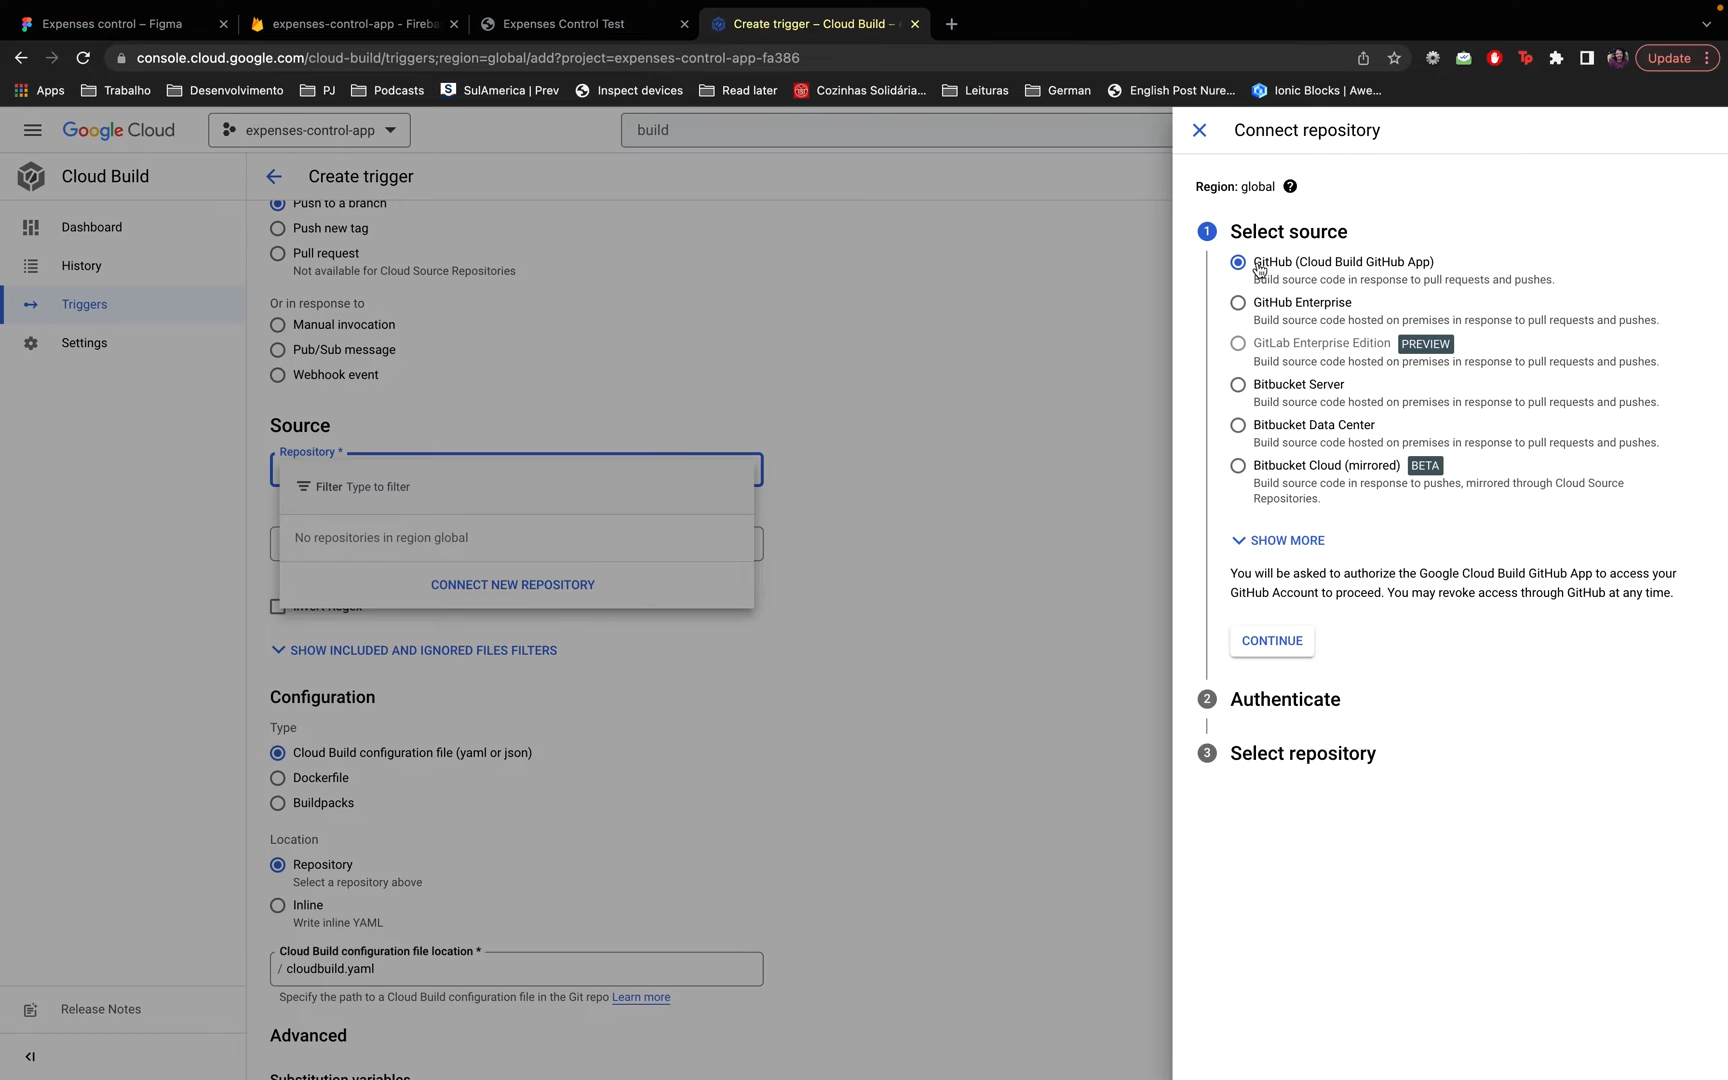 Expenses control – Figma
expenses-control-app - Fireba
Expenses Control Test
Create trigger – Cloud Build –
console.cloud.google.com/cloud-build/triggers;region=global/add?project=expenses-control-app-fa386
Update
Apps
Trabalho
Desenvolvimento
PJ
Podcasts
SulAmerica | Prev
Inspect devices
Read later
Cozinhas Solidária...
Leituras
German
English Post Nure...
Ionic Blocks | Awe...
Google Cloud
expenses-control-app
build
Connect repository
Cloud Build
Create trigger
Dashboard
History
Triggers
Settings
Release Notes
Push to a branch
Push new tag
Pull request
Not available for Cloud Source Repositories
Or in response to
Manual invocation
Pub/Sub message
Webhook event
Source
Repository *
Filter Type to filter
No repositories in region global
CONNECT NEW REPOSITORY
Invert Regex
SHOW INCLUDED AND IGNORED FILES FILTERS
Configuration
Type
Cloud Build configuration file (yaml or json)
Dockerfile
Buildpacks
Location
Repository
Select a repository above
Inline
Write inline YAML
Cloud Build configuration file location *
/ cloudbuild.yaml
Specify the path to a Cloud Build configuration file in the Git repo Learn more
Advanced
Substitution variables
Region: global
1 Select source
GitHub (Cloud Build GitHub App)
Build source code in response to pull requests and pushes.
GitHub Enterprise
Build source code hosted on premises in response to pull requests and pushes.
GitLab Enterprise Edition PREVIEW
Build source code hosted on premises in response to pull requests and pushes.
Bitbucket Server
Build source code hosted on premises in response to pull requests and pushes.
Bitbucket Data Center
Build source code hosted on premises in response to pull requests and pushes.
Bitbucket Cloud (mirrored) BETA
Build source code in response to pushes, mirrored through Cloud Source
Repositories.
SHOW MORE
You will be asked to authorize the Google Cloud Build GitHub App to access your
GitHub Account to proceed. You may revoke access through GitHub at any time.
CONTINUE
2 Authenticate
3 Select repository